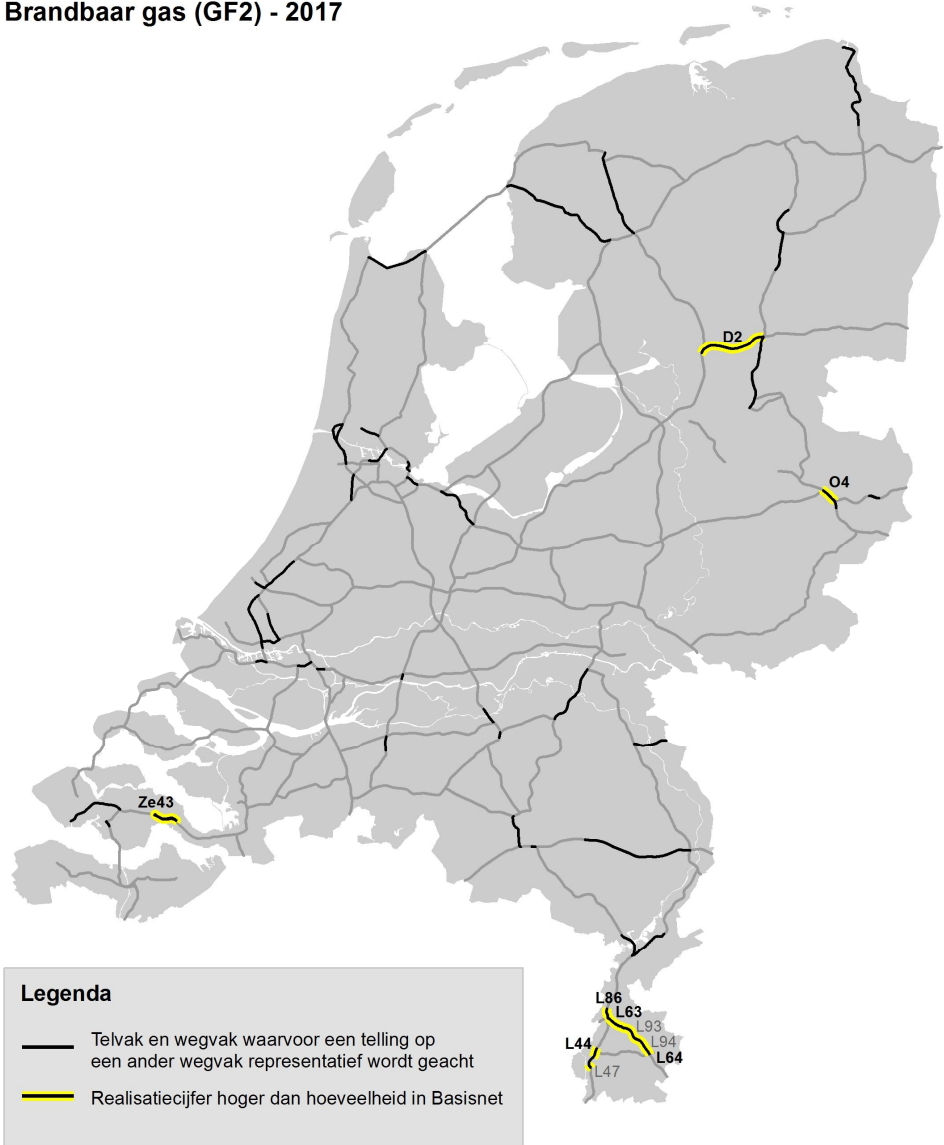 Brandbaar gas (GF2) - 2017
D2
O4
Ze43
L86
L63
L93
L94
L44
L64
L47
Legenda
Telvak en wegvak waarvoor een telling op
een ander wegvak representatief wordt geacht
Realisatiecijfer hoger dan hoeveelheid in Basisnet